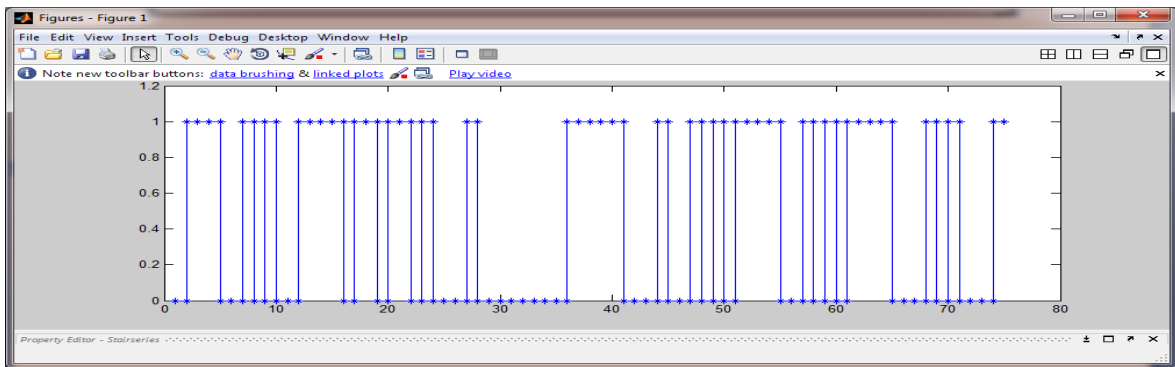 Figures - Figure 1
File Edit View Insert Tools Debug Desktop Window Help
Note new toolbar buttons: data brushing & linked plots Play video
1.2
1
0.8
0.6
0.4
0.2
0
0 10 20 30 40 50 60 70 80
Property Editor - Stairseries